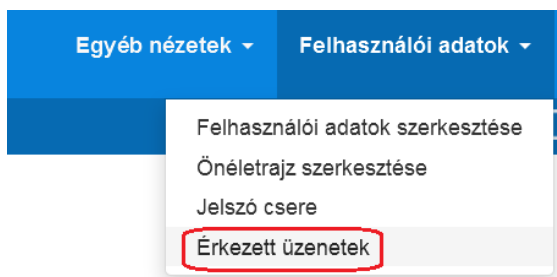 Egyéb nézetek Felhasználói adatok
Felhasználói adatok szerkesztése
Önéletrajz szerkesztése
Jelszó csere
Érkezett üzenetek